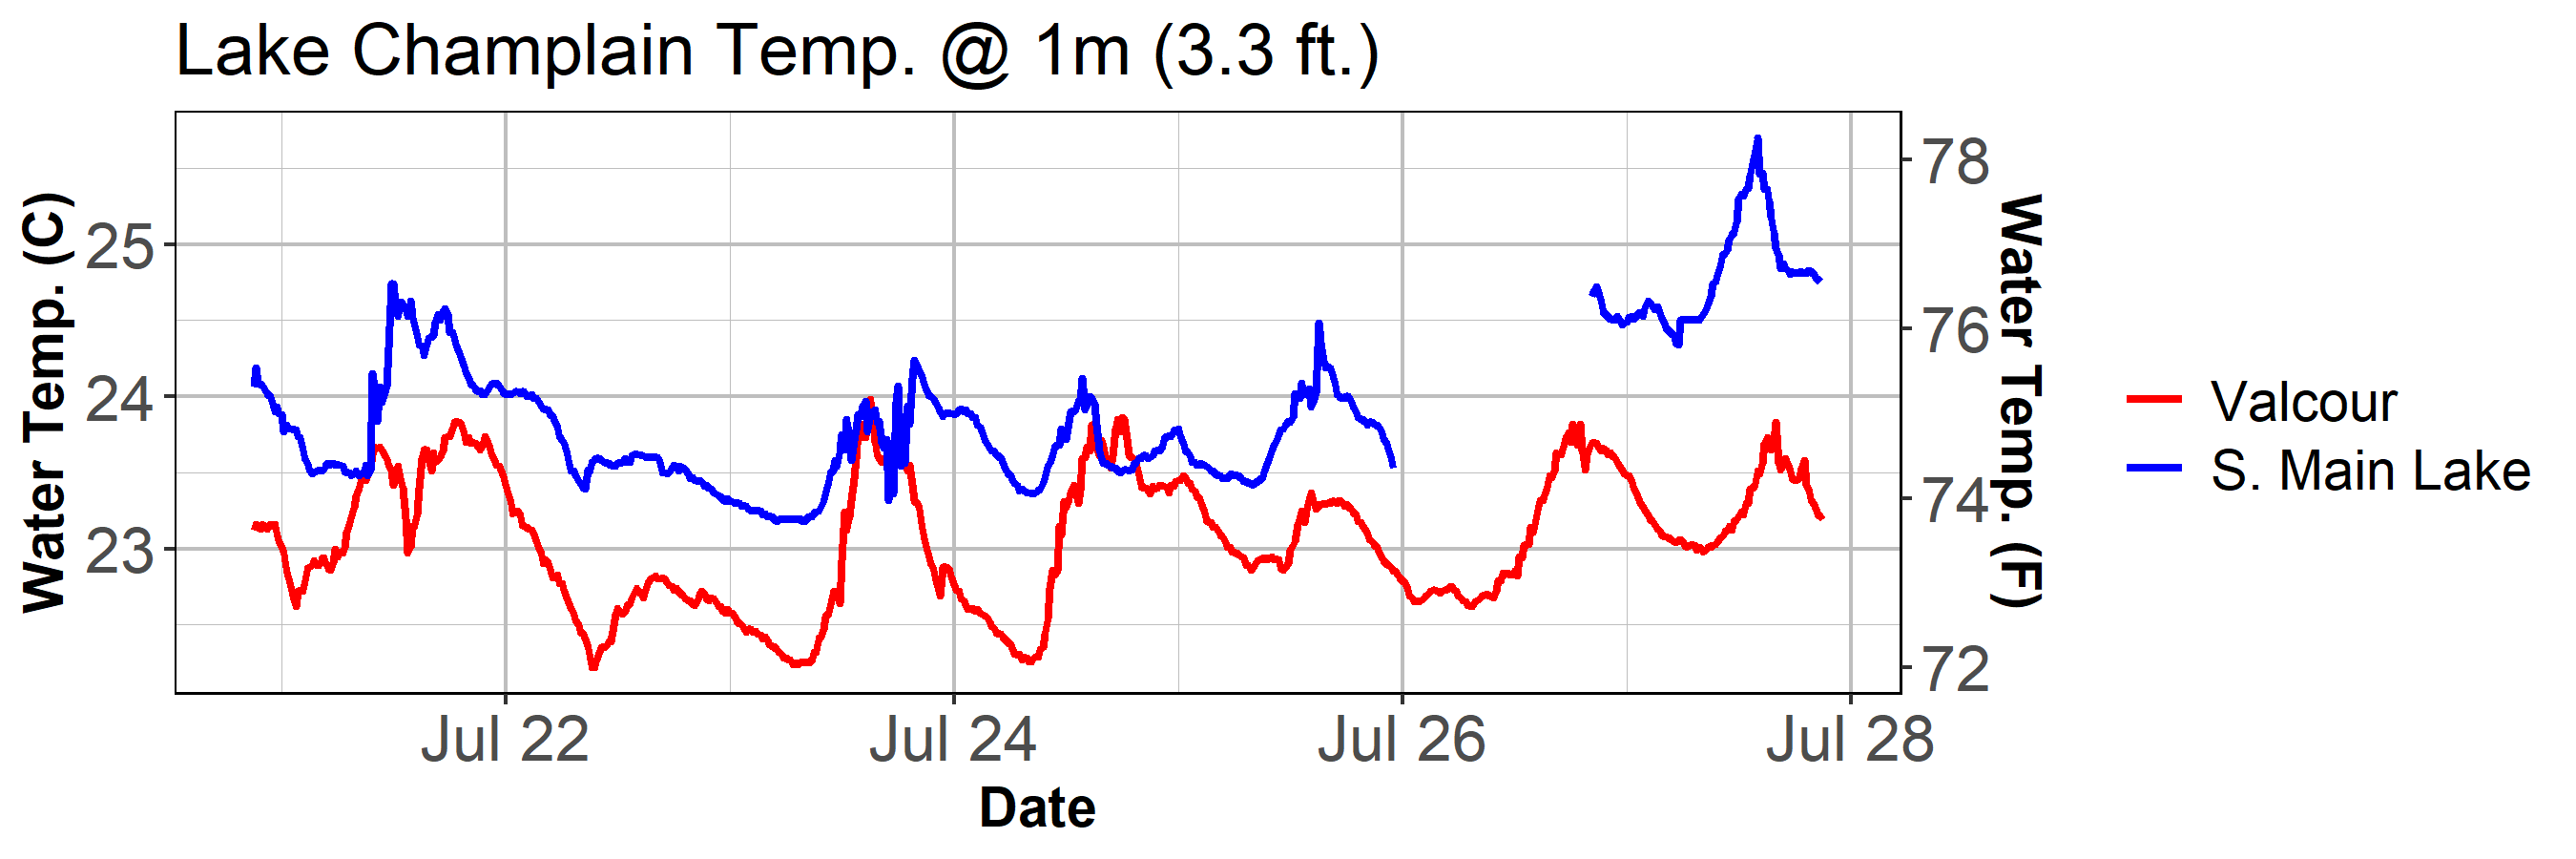 Lake Champlain Temp. @ 1m (3.3 ft.)
Water Temp. (C)
25
24
23
78
76
74
72
Water Temp. (F)
Jul 22
Jul 24
Jul 26
Jul 28
Date
Valcour
S. Main Lake